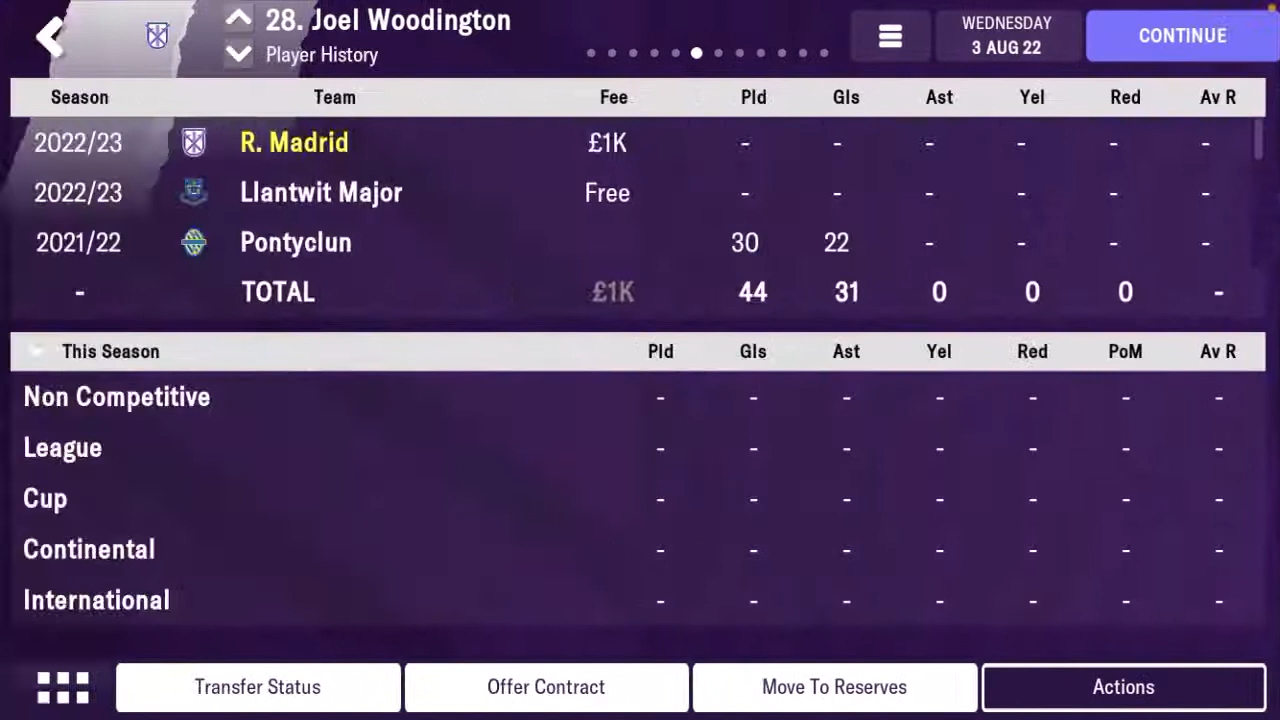 28. Joel Woodington
Player History
WEDNESDAY
3 AUG 22
CONTINUE
Season Team Fee Pld Gls Ast Yel Red Av R
2022/23 R. Madrid £1K - - - - - -
2022/23 Llantwit Major Free - - - - - -
2021/22 Pontyclun 30 22 - - - -
- TOTAL £1K 44 31 0 0 0 -
This Season Pld Gls Ast Yel Red PoM Av R
Non Competitive - - - - - - -
League - - - - - - -
Cup - - - - - - -
Continental - - - - - - -
International - - - - - - -
Transfer Status Offer Contract Move To Reserves Actions